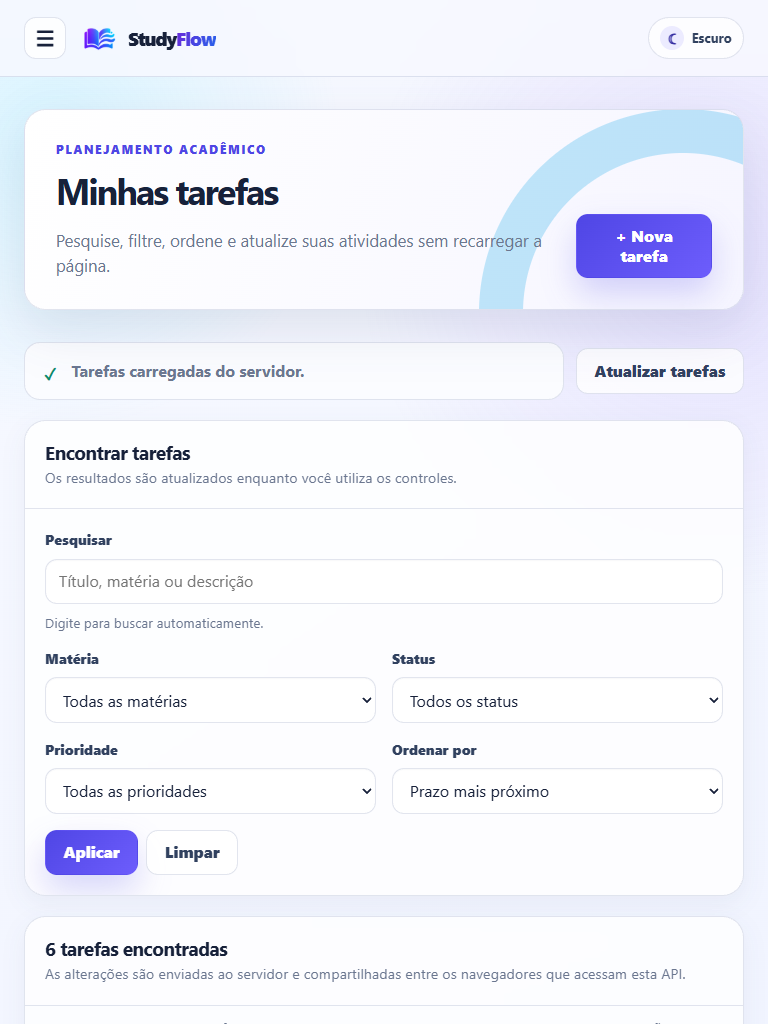 StudyFlow
Escuro
PLANEJAMENTO ACADÊMICO
Minhas tarefas
Pesquise, filtre, ordene e atualize suas atividades sem recarregar a
página.
+ Nova
tarefa
✓ Tarefas carregadas do servidor.
Atualizar tarefas
Encontrar tarefas
Os resultados são atualizados enquanto você utiliza os controles.
Pesquisar
Título, matéria ou descrição
Digite para buscar automaticamente.
Matéria
Status
Todas as matérias
Todos os status
Prioridade
Ordenar por
Todas as prioridades
Prazo mais próximo
Aplicar
Limpar
6 tarefas encontradas
As alterações são enviadas ao servidor e compartilhadas entre os navegadores que acessam esta API.